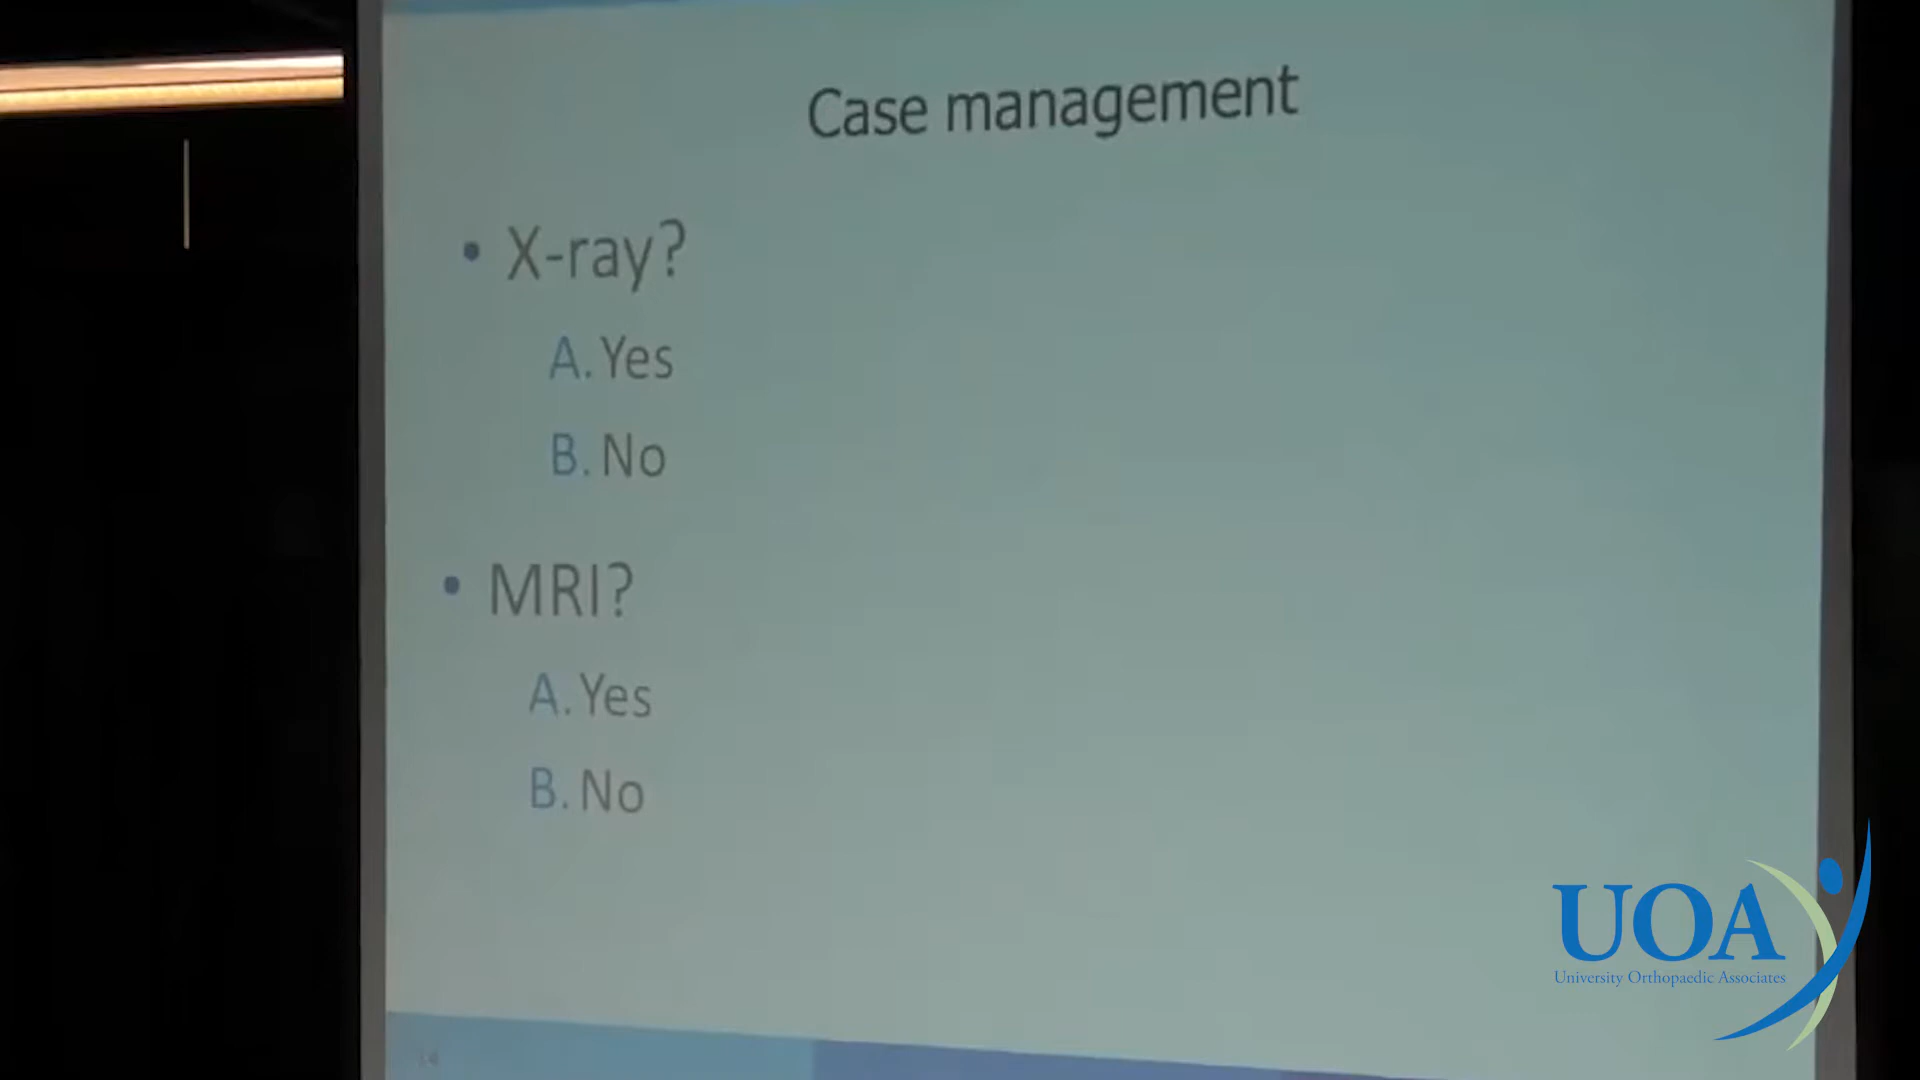 Case management
• X-ray?
A. Yes
B. No
• MRI?
A. Yes
B. No
UOA
University Orthopaedic Associates